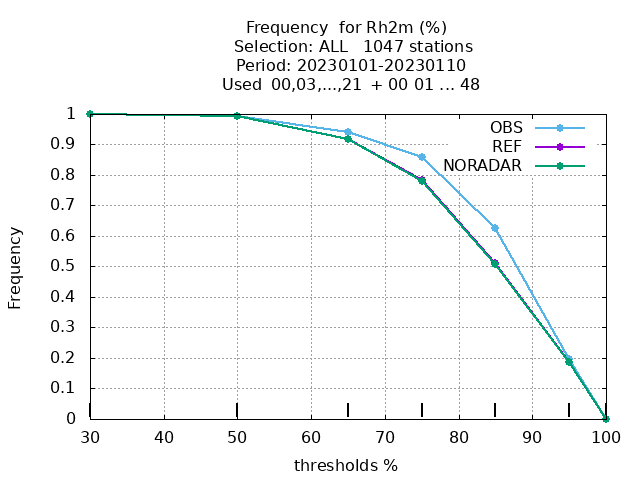 Frequency  for Rh2m (%)
Selection: ALL   1047 stations
Period: 20230101-20230110
Used  00,03,...,21  + 00 01 ... 48
OBS
REF
NORADAR
1
0.9
0.8
0.7
0.6
0.5
0.4
0.3
0.2
0.1
0
Frequency
30 40 50 60 70 80 90 100
thresholds %